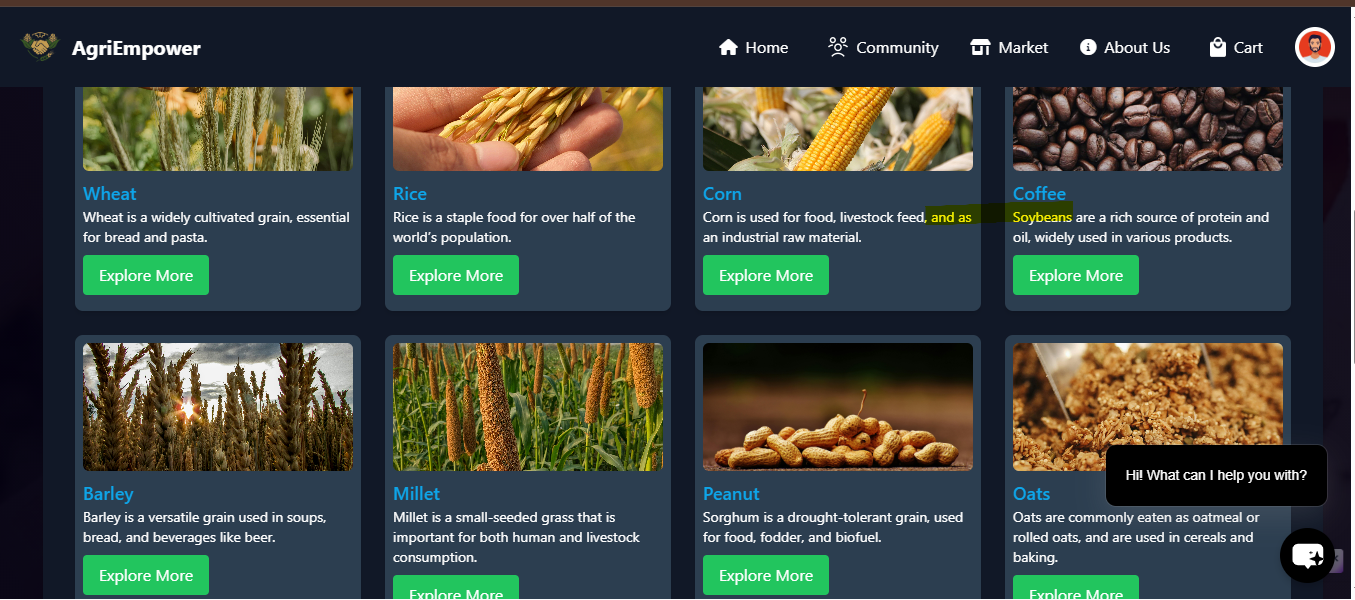 AgriEmpower
Home
Community
Market
About Us
Cart
Wheat
Wheat is a widely cultivated grain, essential
for bread and pasta.
Explore More
Rice
Rice is a staple food for over half of the
world's population.
Explore More
Corn
Corn is used for food, livestock feed, and as
an industrial raw material.
Explore More
Coffee
Soybeans are a rich source of protein and
oil, widely used in various products.
Explore More
Barley
Barley is a versatile grain used in soups,
bread, and beverages like beer.
Explore More
Millet
Millet is a small-seeded grass that is
important for both human and livestock
consumption.
Explore More
Peanut
Sorghum is a drought-tolerant grain, used
for food, fodder, and biofuel.
Explore More
Oats
Oats are commonly eaten as oatmeal or
rolled oats, and are used in cereals and
baking.
Explore More
Hi! What can I help you with?